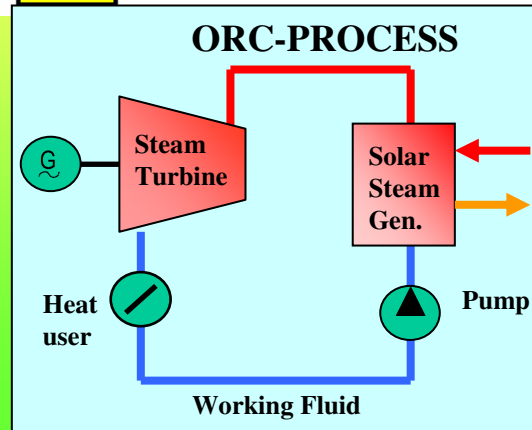 ORC-PROCESS
Steam
Turbine
G
~
Solar
Steam
Gen.
Heat
user
Pump
Working Fluid